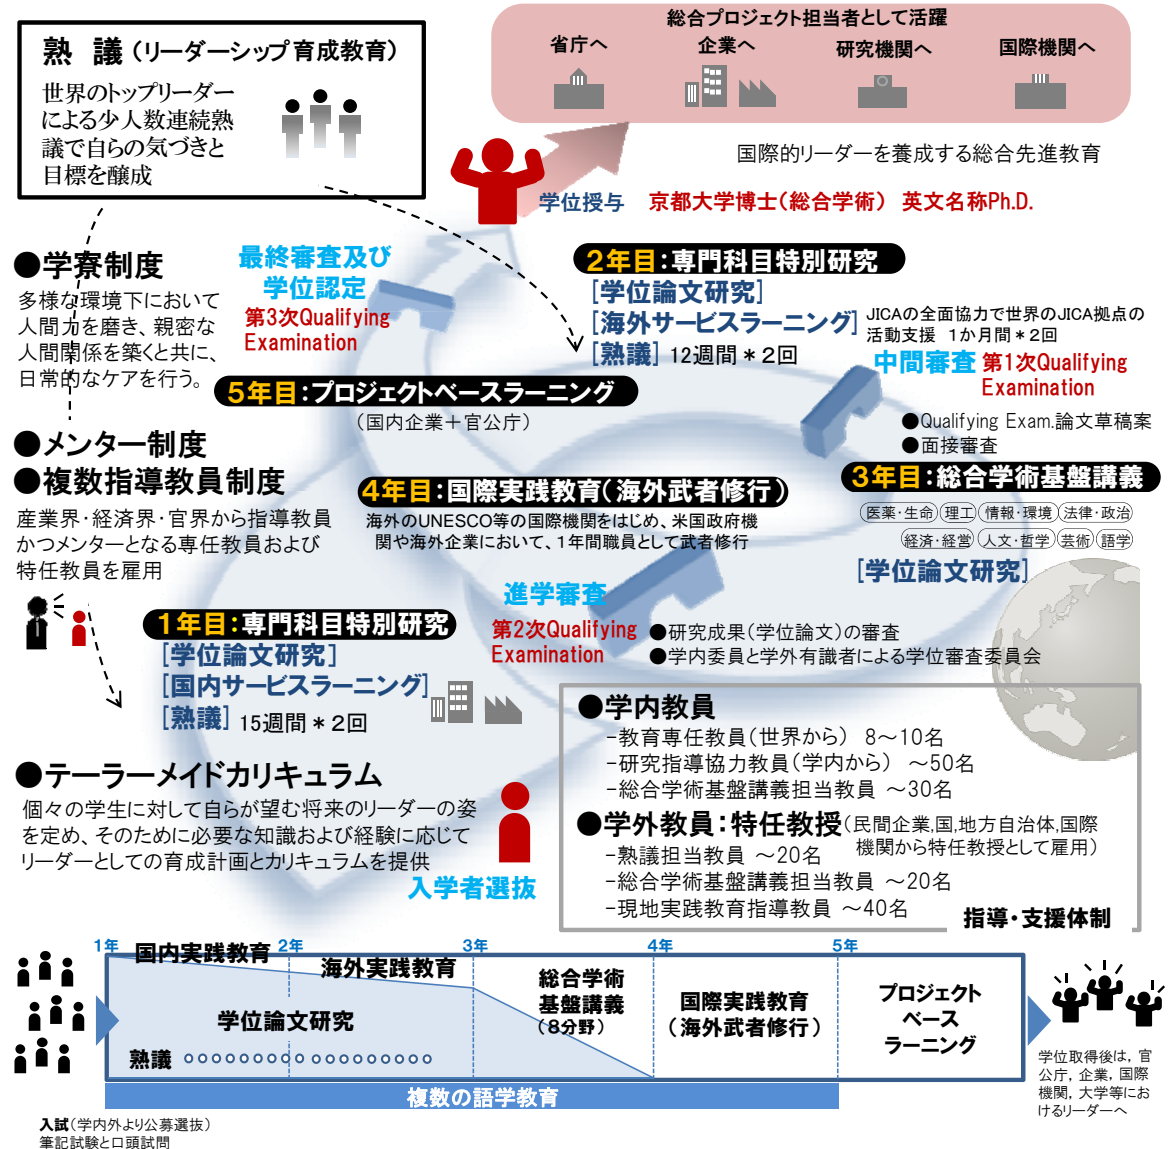 熟 議 (リーダーシップ育成教育)
世界のトップリーダー
による少人数連続熟
議で自らの気づきと
目標を醸成
総合プロジェクト担当者として活躍
省庁へ
企業へ
研究機関へ
国際機関へ
国際的リーダーを養成する総合先進教育
学位授与 京都大学博士(総合学術) 英文名称Ph.D.
●学寮制度
多様な環境下において
人間力を磨き、親密な
人間関係を築くと共に、
日常的なケアを行う。
最終審査及び
学位認定
第3次Qualifying
Examination
2年目:専門科目特別研究
[学位論文研究]
[海外サービスラーニング]
[熟議] 12週間*2回
JICAの全面協力で世界のJICA拠点の
活動支援 1か月間*2回
中間審査 第1次Qualifying
Examination
●Qualifying Exam.論文草稿案
●面接審査
5年目:プロジェクトベースラーニング
(国内企業+官公庁)
●メンター制度
●複数指導教員制度
産業界・経済界・官界から指導教員
かつメンターとなる専任教員および
特任教員を雇用
4年目:国際実践教育(海外武者修行)
海外のUNESCO等の国際機関をはじめ、米国政府機
関や海外企業において、1年間職員として武者修行
3年目:総合学術基盤講義
医薬・生命 理工 情報・環境 法律・政治
経済・経営 人文・哲学 芸術 語学
[学位論文研究]
進学審査
第2次Qualifying
Examination
●研究成果(学位論文)の審査
●学内委員と学外有識者による学位審査委員会
1年目:専門科目特別研究
[学位論文研究]
[国内サービスラーニング]
[熟議] 15週間*2回
●テーラーメイドカリキュラム
個々の学生に対して自らが望む将来のリーダーの姿
を定め、そのために必要な知識および経験に応じて
リーダーとしての育成計画とカリキュラムを提供
入学者選抜
●学内教員
-教育専任教員(世界から) 8~10名
-研究指導協力教員(学内から) ~50名
-総合学術基盤講義担当教員 ~30名
●学外教員:特任教授(民間企業,国,地方自治体,国際
機関から特任教授として雇用)
-熟議担当教員 ~20名
-総合学術基盤講義担当教員 ~20名
-現地実践教育指導教員 ~40名
指導・支援体制
1年 2年 3年 4年 5年
国内実践教育
海外実践教育
学位論文研究
熟議
総合学術
基盤講義
(8分野)
国際実践教育
(海外武者修行)
プロジェクト
ベース
ラーニング
複数の語学教育
入試(学内外より公募選抜)
筆記試験と口頭試問
学位取得後は, 官
公庁, 企業, 国際
機関, 大学等にお
けるリーダーへ